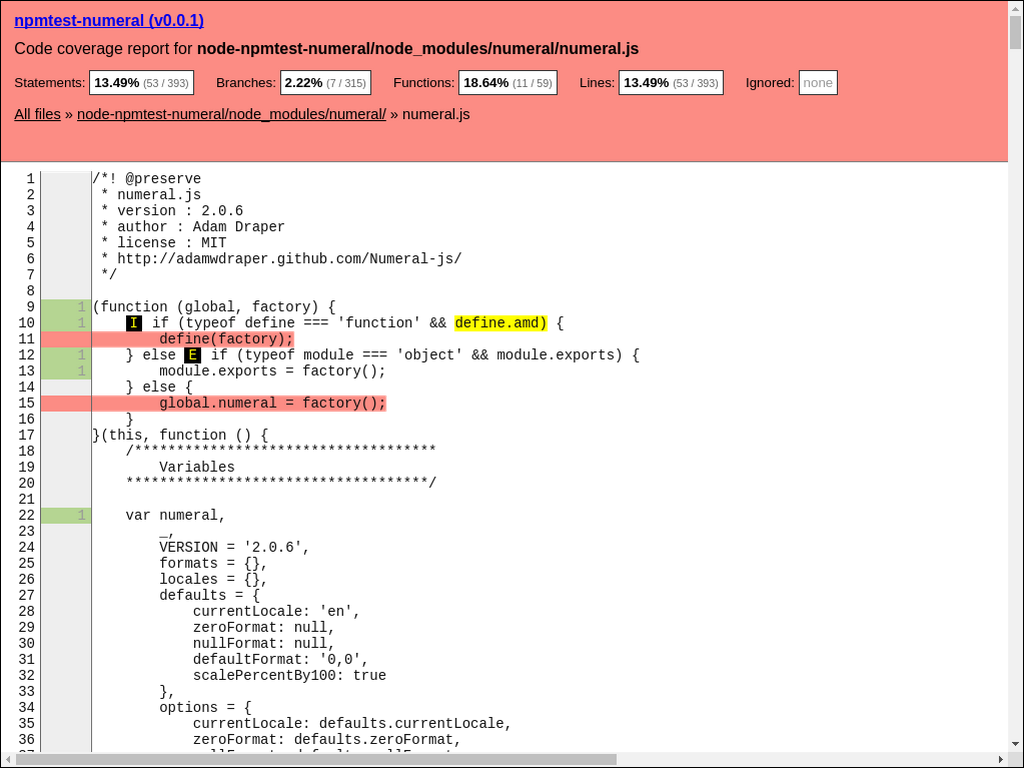 npmtest-numeral (v0.0.1)
Code coverage report for node-npmtest-numeral/node_modules/numeral/numeral.js
Statements: 13.49% (53 / 393) Branches: 2.22% (7 / 315) Functions: 18.64% (11 / 59) Lines: 13.49% (53 / 393) Ignored: none
All files » node-npmtest-numeral/node_modules/numeral/ » numeral.js
1 /*! @preserve
2  * numeral.js
3  * version : 2.0.6
4  * author : Adam Draper
5  * license : MIT
6  * http://adamwdraper.github.com/Numeral-js/
7  */
8
9 1 (function (global, factory) {
10 1     I if (typeof define === 'function' && define.amd) {
11         define(factory);
12 1     } else E if (typeof module === 'object' && module.exports) {
13 1         module.exports = factory();
14     } else {
15         global.numeral = factory();
16     }
17 }(this, function () {
18     /************************************
19         Variables
20     ************************************/
21
22 1     var numeral,
23         _,
24         VERSION = '2.0.6',
25         formats = {},
26         locales = {},
27         defaults = {
28             currentLocale: 'en',
29             zeroFormat: null,
30             nullFormat: null,
31             defaultFormat: '0,0',
32             scalePercentBy100: true
33         },
34         options = {
35             currentLocale: defaults.currentLocale,
36             zeroFormat: defaults.zeroFormat,